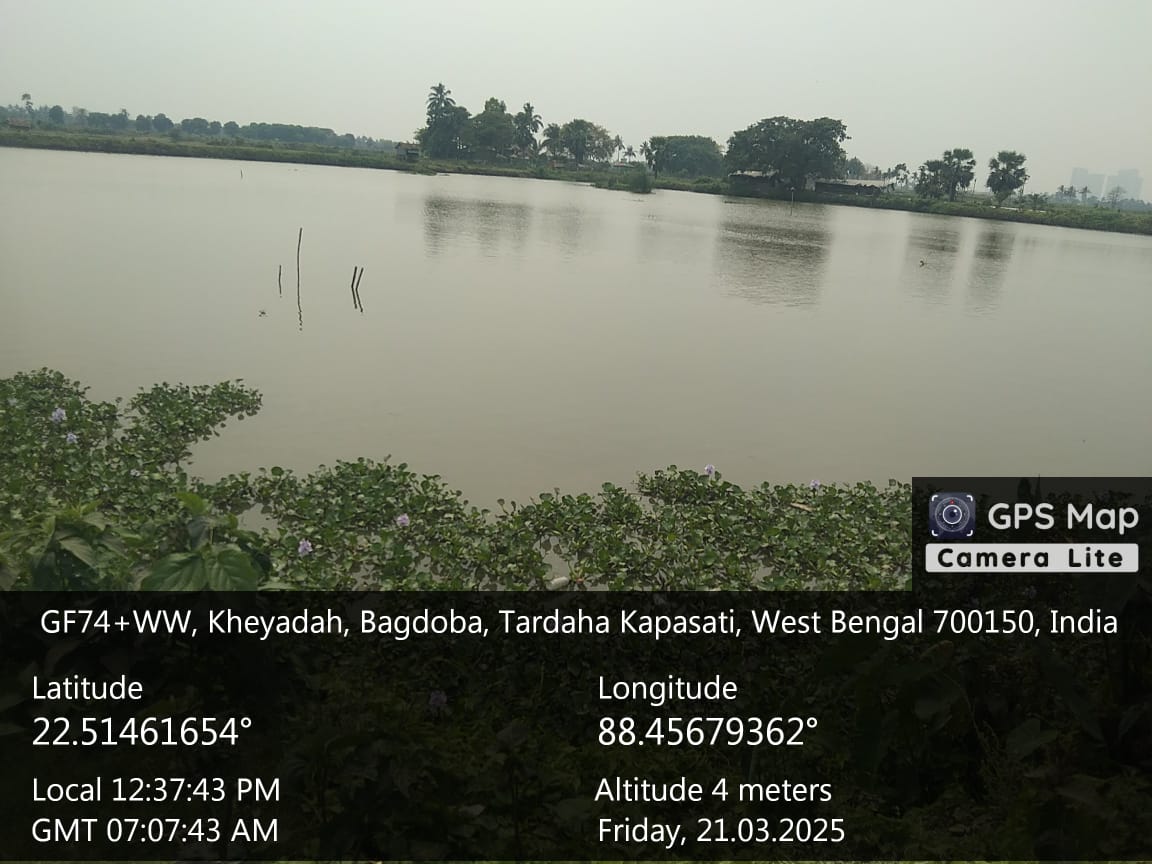 GPS Map
Camera Lite
GF74+WW, Kheyadah, Bagdoba, Tardaha Kapasati, West Bengal 700150, India
Latitude
22.51461654°
Longitude
88.45679362°
Local 12:37:43 PM
GMT 07:07:43 AM
Altitude 4 meters
Friday, 21.03.2025